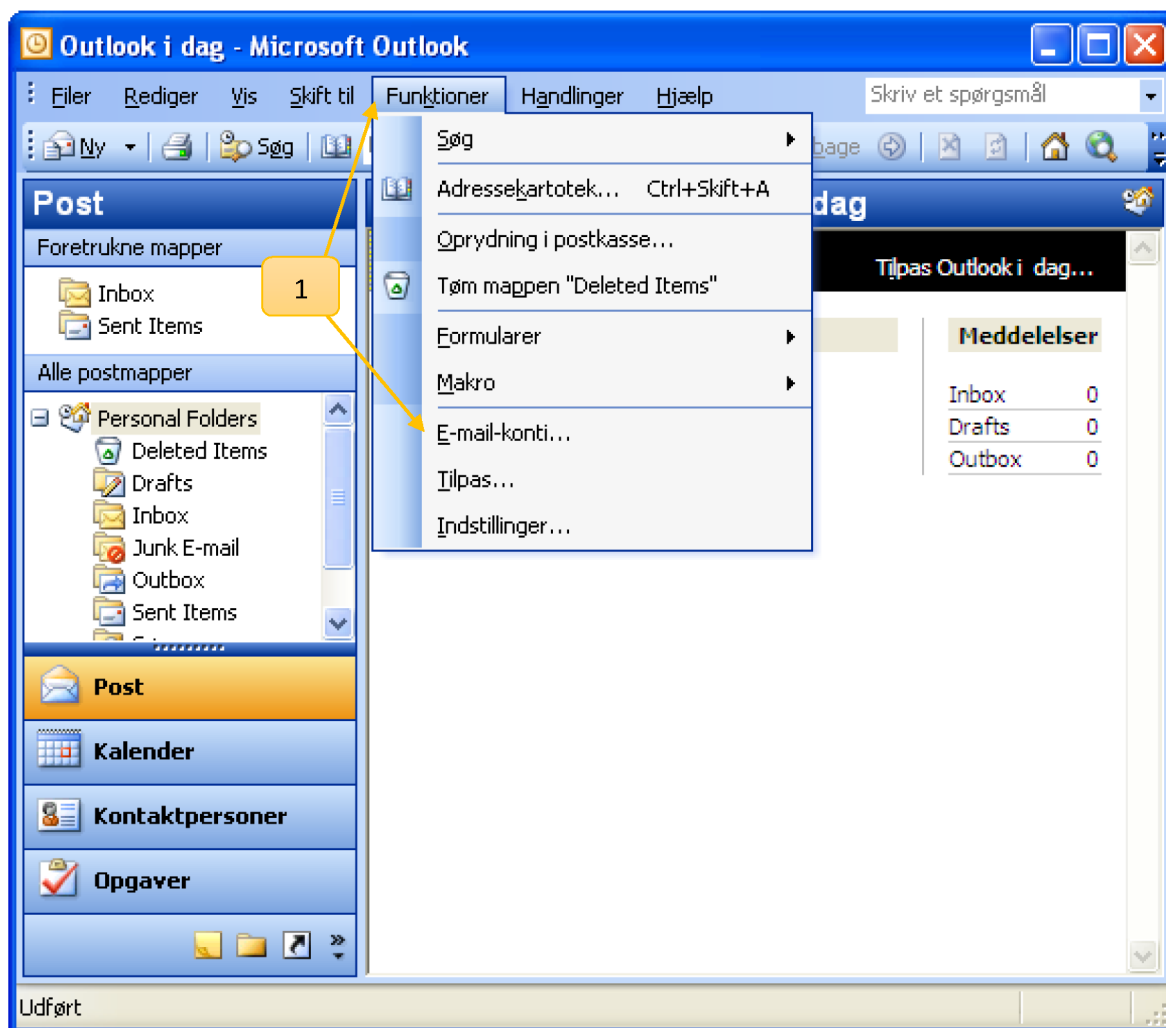 Outlook i dag - Microsoft Outlook
Filer Rediger Vis Skift til Funktioner Handlinger Hjælp Skriv et spørgsmål
Ny Søg bage
Post
dag
Foretrukne mapper
Inbox
Sent Items
Alle postmapper
Personal Folders
Deleted Items
Drafts
Inbox
Junk E-mail
Outbox
Sent Items
Post
Kalender
Kontaktpersoner
Opgaver
1
Søg
Adressekartotek... Ctrl+Skift+A
Oprydning i postkasse...
Tøm mappen "Deleted Items"
Formularer
Makro
E-mail-konti...
Tilpas...
Indstillinger...
Tilpas Outlook i dag...
Meddelelser
Inbox 0
Drafts 0
Outbox 0
Udført